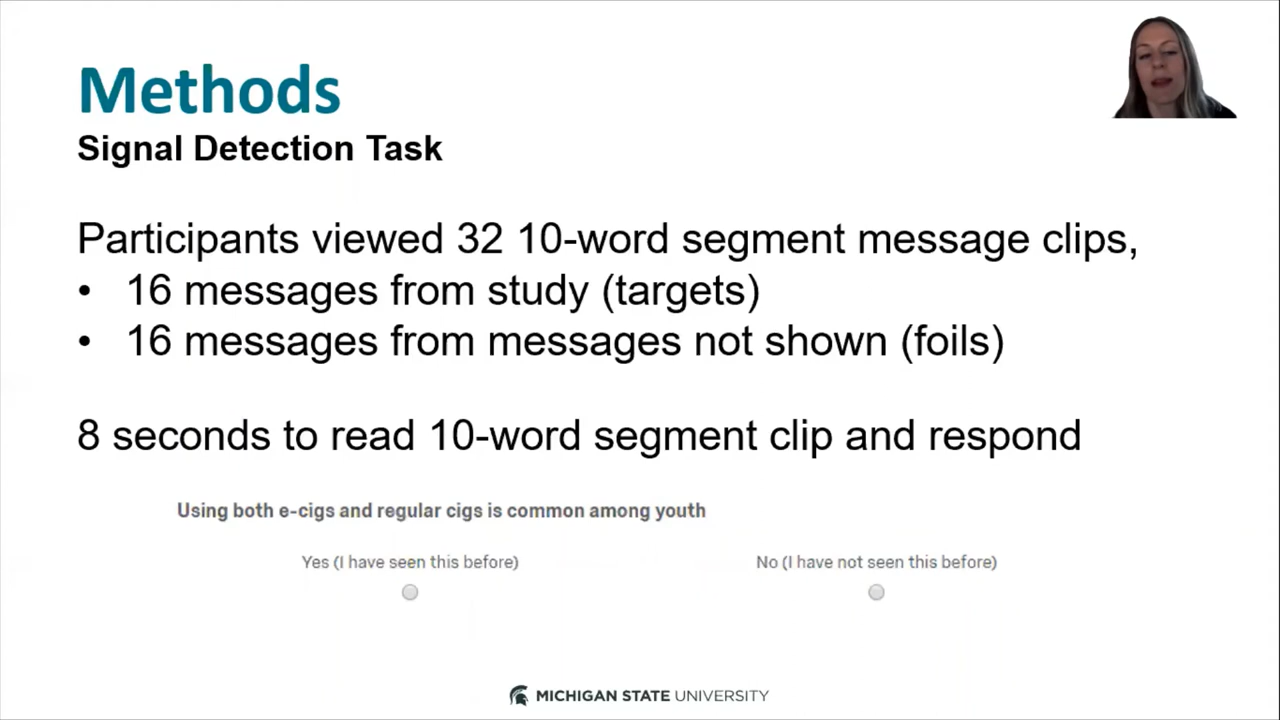 Methods
Signal Detection Task
Participants viewed 32 10-word segment message clips,
• 16 messages from study (targets)
• 16 messages from messages not shown (foils)
8 seconds to read 10-word segment clip and respond
Using both e-cigs and regular cigs is common among youth
Yes (I have seen this before)
No (I have not seen this before)
MICHIGAN STATE UNIVERSITY